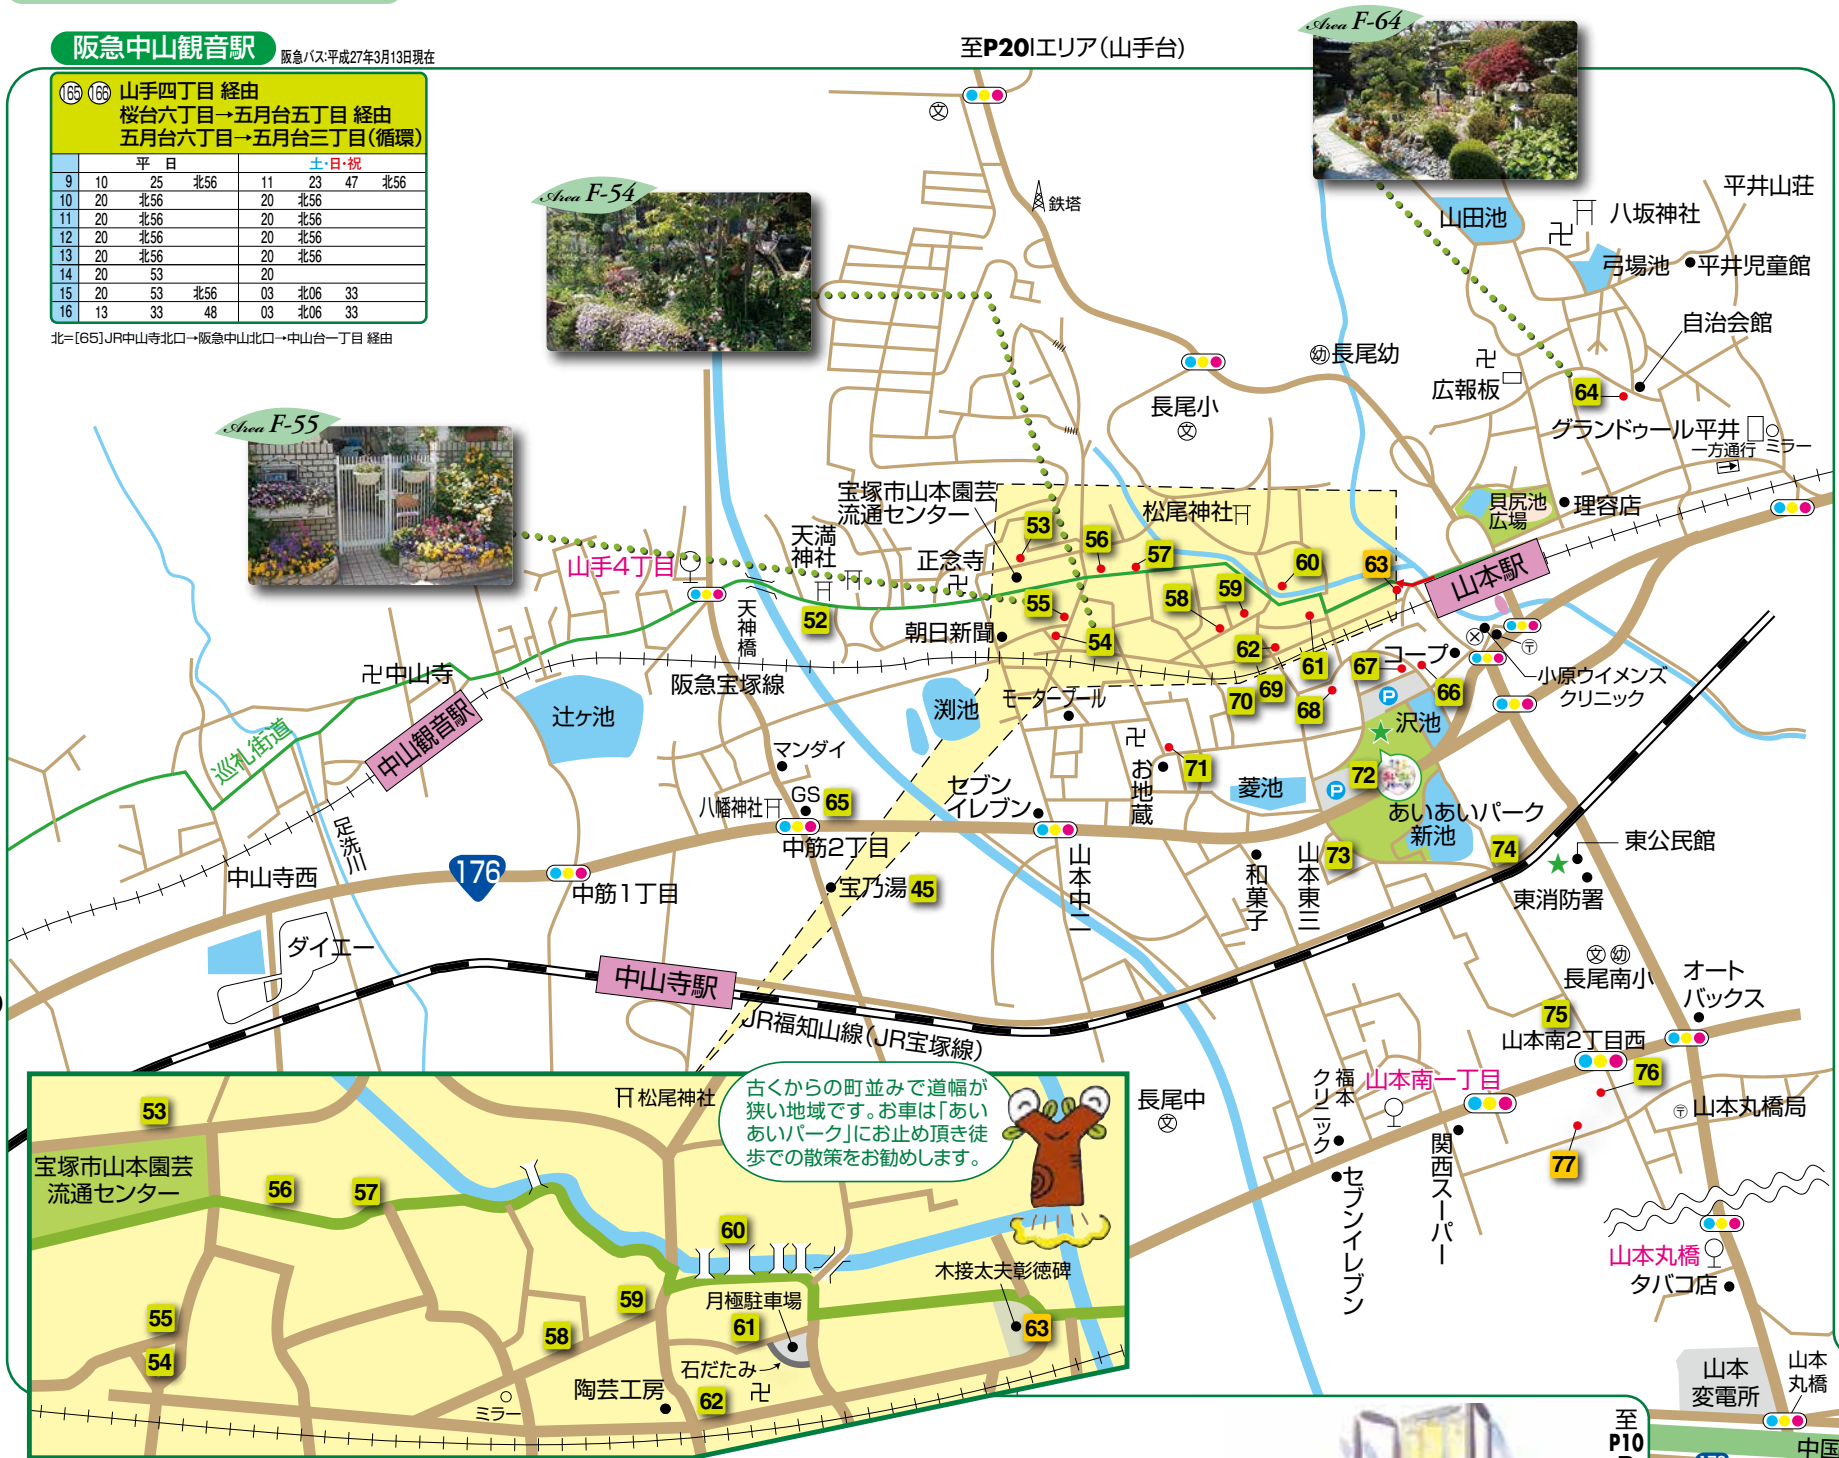 阪急中山観音駅
阪急バス:平成27年3月13日現在
165 166 山手四丁目 経由
桜台六丁目→五月台五丁目 経由
五月台六丁目→五月台三丁目(循環)
平 日 土・日・祝
9 10 25 北56 11 23 47 北56
10 20 北56 20 北56
11 20 北56 20 北56
12 20 北56 20 北56
13 20 北56 20 北56
14 20 53 20
15 20 53 北56 03 北06 33
16 13 33 48 03 北06 33
北=[65]JR中山寺北口→阪急中山北口→中山台一丁目 経由
至P20Iエリア(山手台)
Area F-64
Area F-54
Area F-55
文
鉄塔
山田池
八坂神社
平井山荘
弓場池
平井児童館
自治会館
幼 長尾幼
広報板
64
グランドゥール平井
一方通行
ミラー
長尾小
文
貝尻池
広場
理容店
宝塚市山本園芸
流通センター
松尾神社
53
56
57
58
59
60
63
山本駅
天満
神社
正念寺
山手4丁目
52
天神橋
朝日新聞
55
54
62
61
67
コープ
66
〒
小原ウイメンズ
クリニック
70
69
68
P
沢池
中山寺
中山観音駅
巡礼街道
辻ヶ池
阪急宝塚線
渕池
モータープール
マンダイ
お地蔵
71
菱池
72
P
あいあいパーク
新池
八幡神社
GS
65
セブン
イレブン
中筋2丁目
足洗川
中山寺西
176
中筋1丁目
宝乃湯
45
山本中二
和菓子
山本東三
73
74
東公民館
東消防署
ダイエー
中山寺駅
JR福知山線(JR宝塚線)
文 幼
長尾南小
オート
バックス
75
山本南2丁目西
76
〒 山本丸橋局
77
長尾中
文
福本
クリニック
山本南一丁目
関西スーパー
セブンイレブン
山本丸橋
タバコ店
山本
変電所
山本
丸橋
至
P10
中国
53
宝塚市山本園芸
流通センター
56
57
松尾神社
古くからの町並みで道幅が
狭い地域です。お車は「あい
あいパーク」にお止め頂き徒
歩での散策をお勧めします。
60
木接太夫彰徳碑
59
月極駐車場
61
63
55
54
58
石だたみ
62
陶芸工房
ミラー